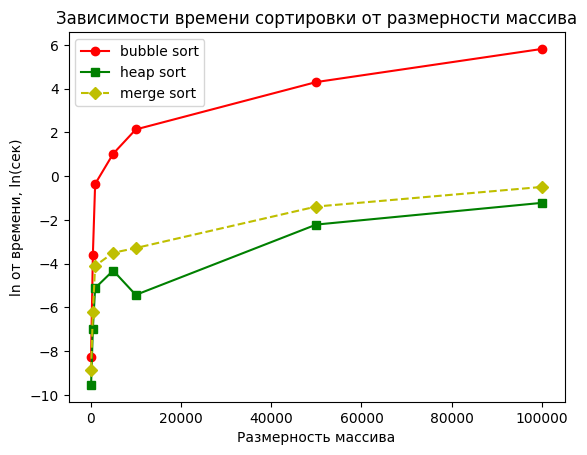 Зависимости времени сортировки от размерности массива
bubble sort
heap sort
merge sort
ln от времени, ln(сек)
6
4
2
0
−2
−4
−6
−8
−10
0
20000
40000
60000
80000
100000
Размерность массива